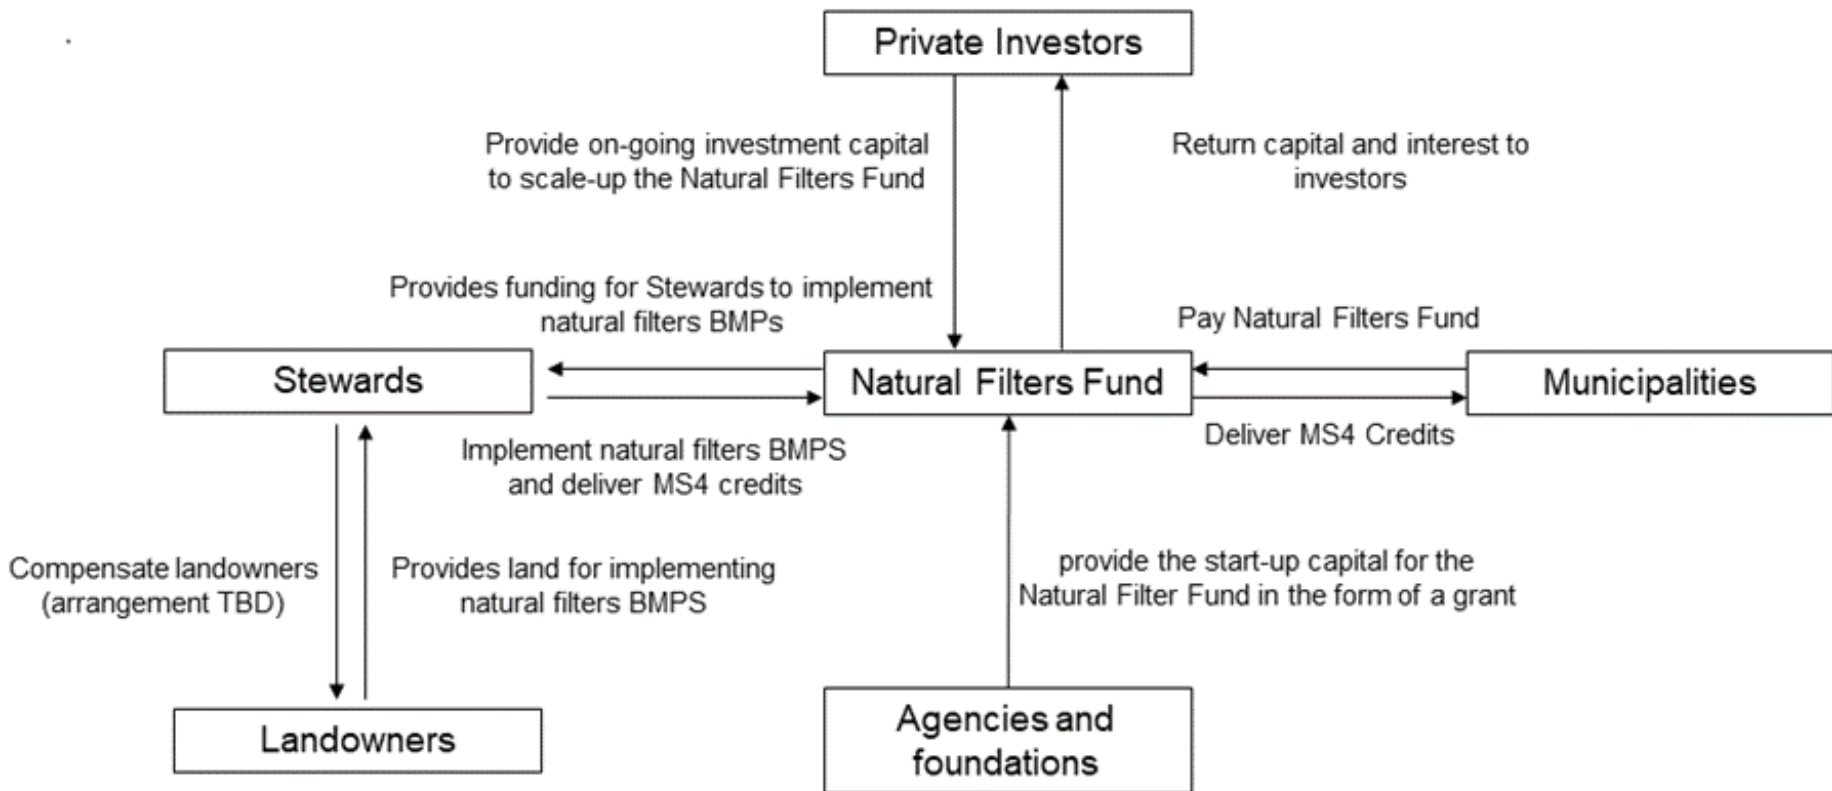 Private Investors
Provide on-going investment capital
to scale-up the Natural Filters Fund
Return capital and interest to
investors
Provides funding for Stewards to implement
natural filters BMPs
Pay Natural Filters Fund
Stewards
Natural Filters Fund
Municipalities
Implement natural filters BMPS
and deliver MS4 credits
Deliver MS4 Credits
Compensate landowners
(arrangement TBD)
Provides land for implementing
natural filters BMPS
provide the start-up capital for the
Natural Filter Fund in the form of a grant
Landowners
Agencies and
foundations